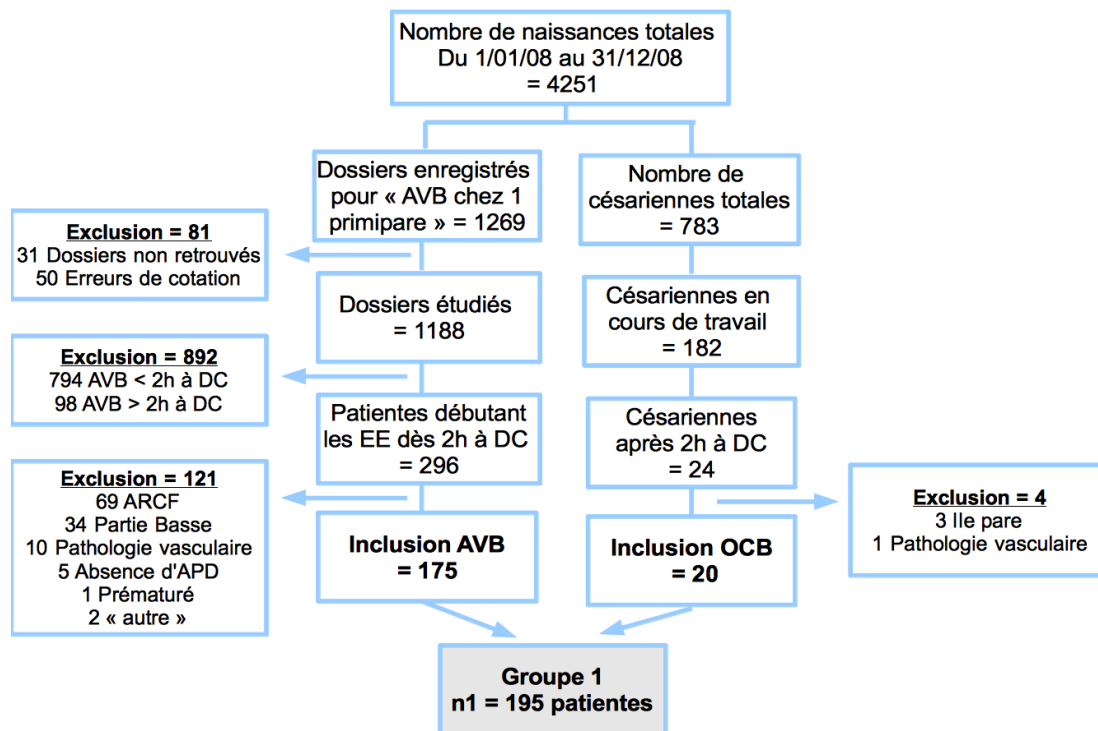 Nombre de naissances totales
Du 1/01/08 au 31/12/08
= 4251
Dossiers enregistrés
pour « AVB chez 1
primipare » = 1269
Nombre de
césariennes totales
= 783
Exclusion = 81
31 Dossiers non retrouvés
50 Erreurs de cotation
Dossiers étudiés
= 1188
Césariennes en
cours de travail
= 182
Exclusion = 892
794 AVB < 2h à DC
98 AVB > 2h à DC
Patientes débutant
les EE dès 2h à DC
= 296
Césariennes
après 2h à DC
= 24
Exclusion = 121
69 ARCF
34 Partie Basse
10 Pathologie vasculaire
5 Absence d'APD
1 Prématuré
2 « autre »
Inclusion AVB
= 175
Inclusion OCB
= 20
Exclusion = 4
3 IIe pare
1 Pathologie vasculaire
Groupe 1
n1 = 195 patientes